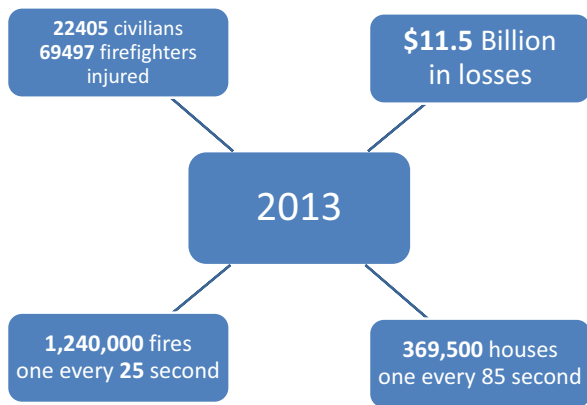 22405 civilians
69497 firefighters
injured
$11.5 Billion
in losses
2013
1,240,000 fires
one every 25 second
369,500 houses
one every 85 second